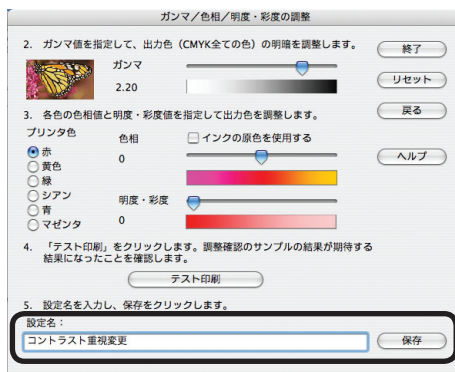 ガンマ／色相／明度・彩度の調整
2. ガンマ値を指定して、出力色（CMYK全ての色）の明暗を調整します。
終了
ガンマ
2.20
リセット
戻る
3. 各色の色相値と明度・彩度値を指定して出力色を調整します。
プリンタ色
色相
インクの原色を使用する
赤
0
ヘルプ
黄色
緑
シアン
明度・彩度
青
0
マゼンタ
4. 「テスト印刷」をクリックします。調整確認のサンプルの結果が期待する
結果になったことを確認します。
テスト印刷
5. 設定名を入力し、保存をクリックします。
設定名：
コントラスト重視変更
保存